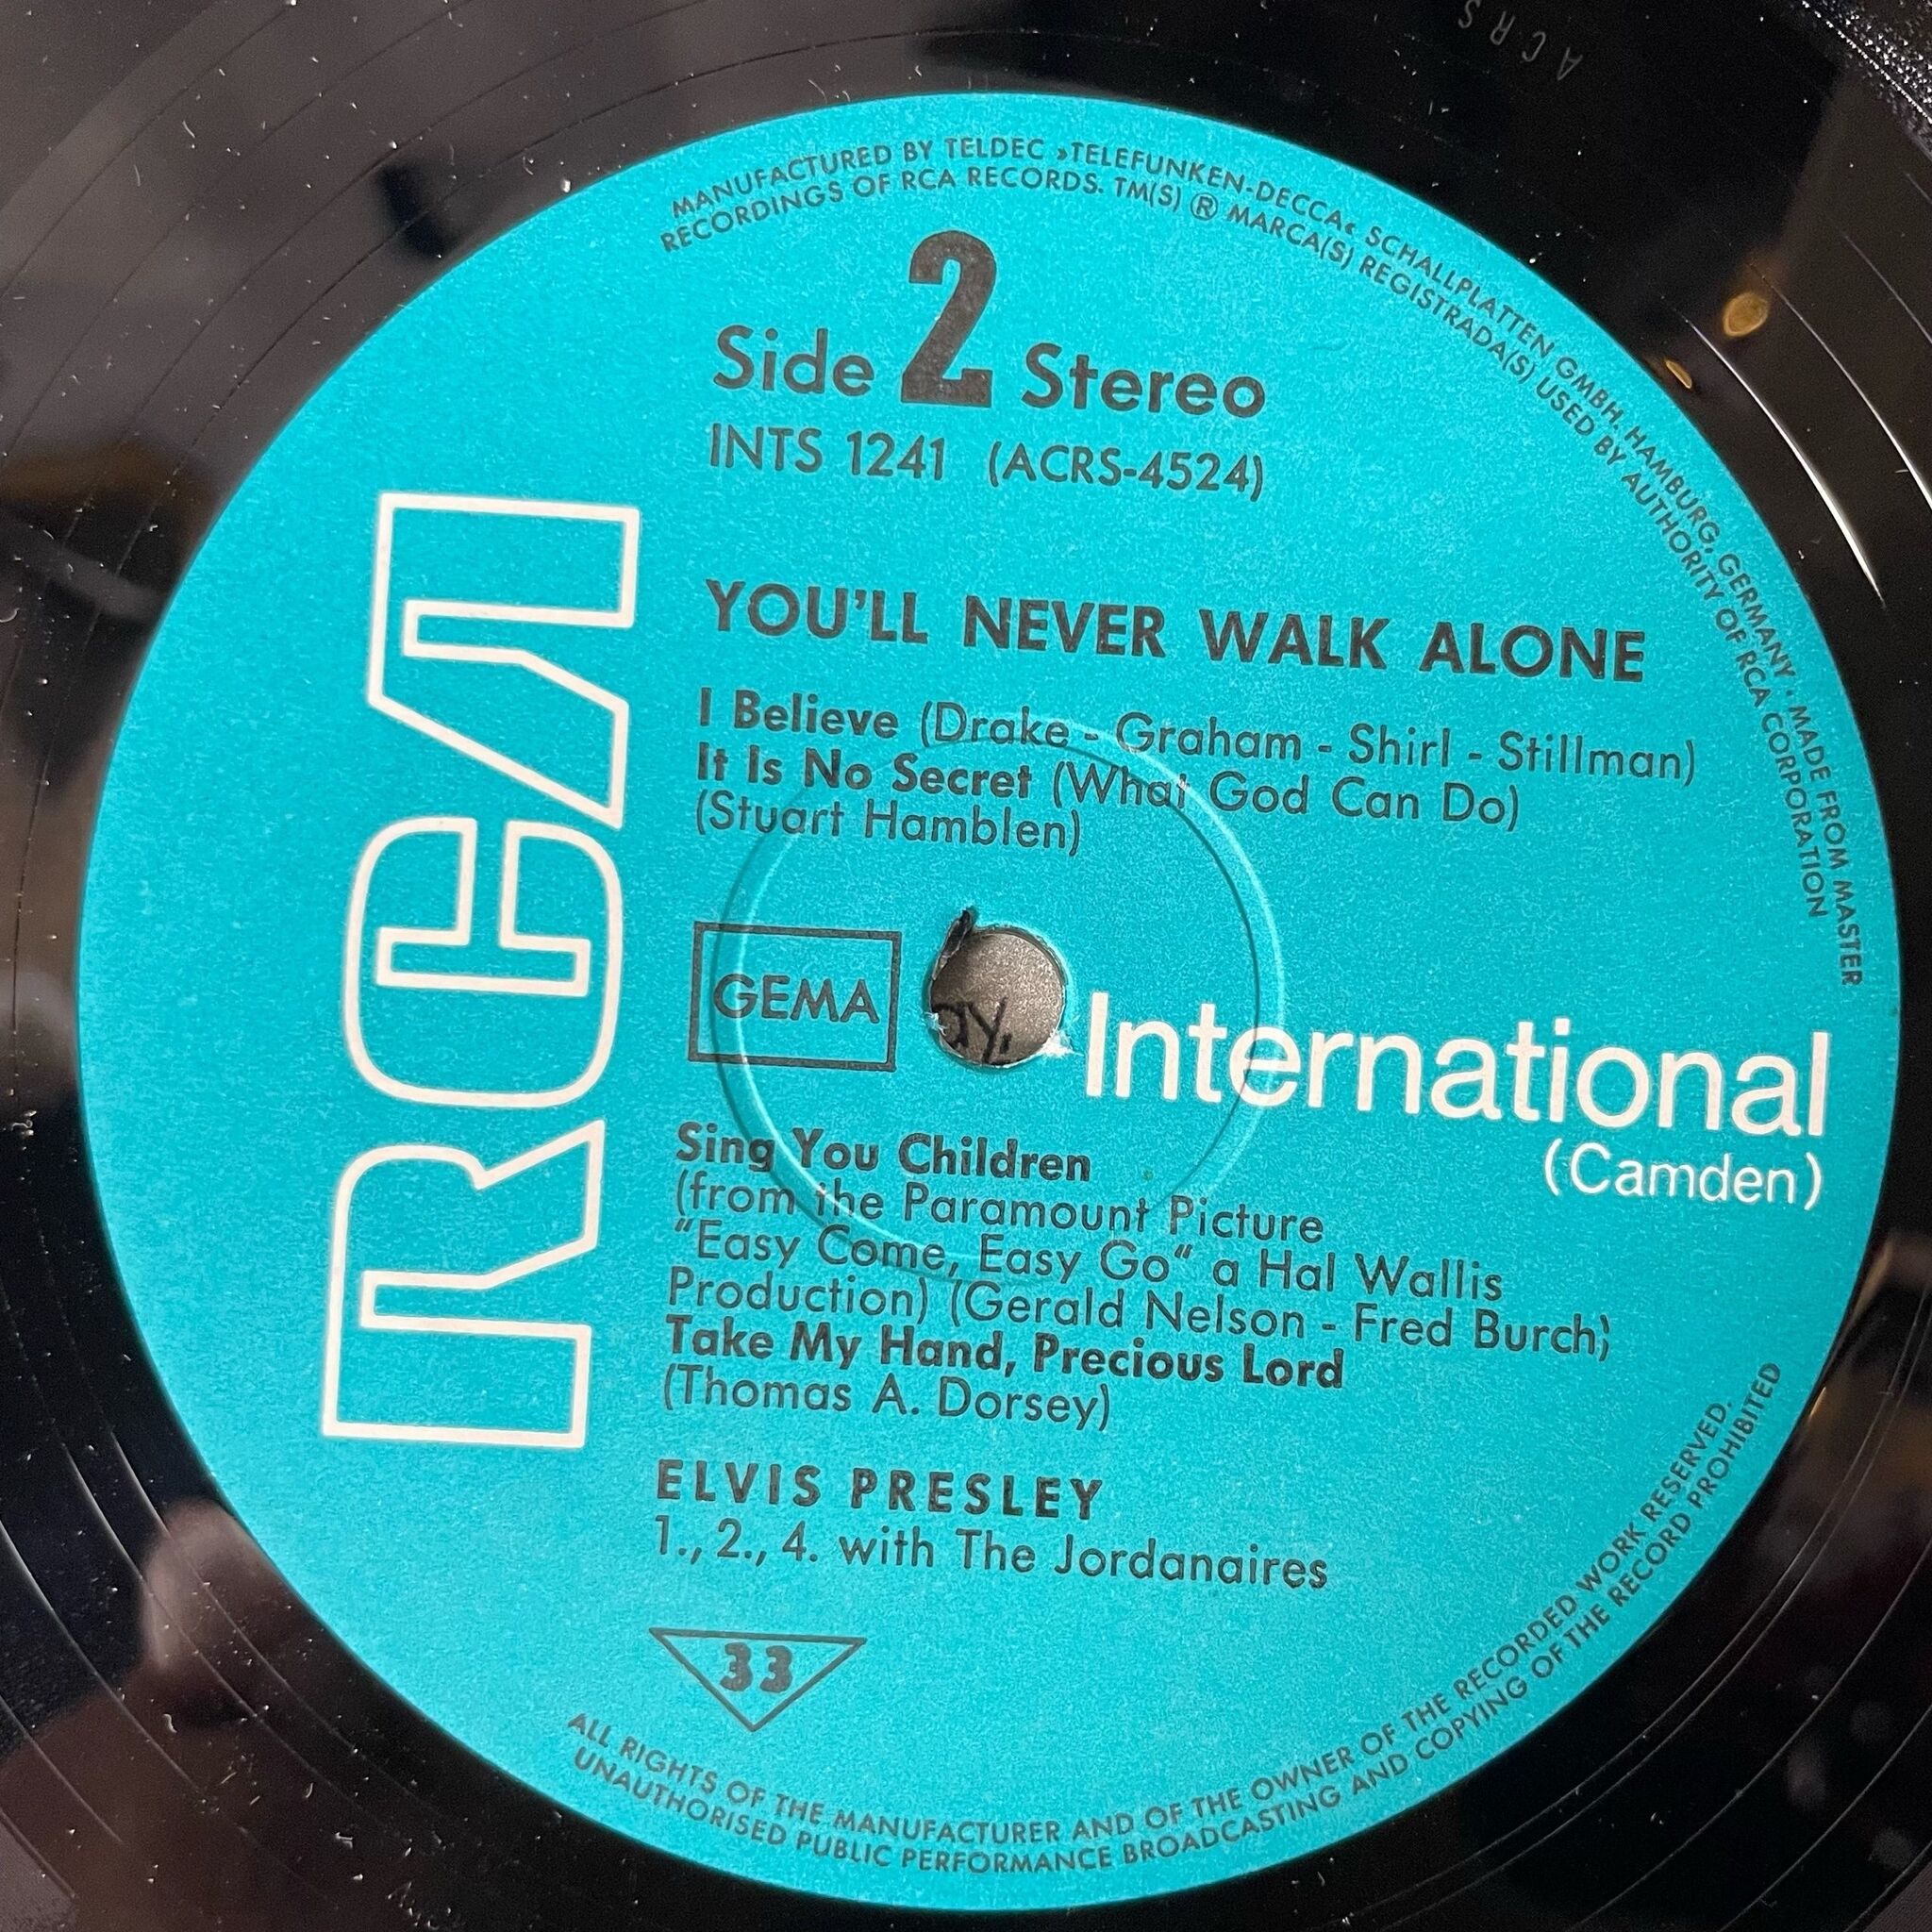 ACRS
MANUFACTURED BY TELDEC »TELEFUNKEN-DECCA« SCHALLPLATTEN GMBH, HAMBURG, GERMANY · MADE FROM MASTER
RECORDINGS OF RCA RECORDS. TM(S) ® MARCA(S) REGISTRADA(S) USED BY AUTHORITY OF RCA CORPORATION
Side 2 Stereo
INTS 1241 (ACRS-4524)
RCA
YOU'LL NEVER WALK ALONE
I Believe (Drake - Graham - Shirl - Stillman)
It Is No Secret (What God Can Do)
(Stuart Hamblen)
GEMA
ay.
International
(Camden)
Sing You Children
(from the Paramount Picture
"Easy Come, Easy Go“ a Hal Wallis
Production) (Gerald Nelson - Fred Burch)
Take My Hand, Precious Lord
(Thomas A. Dorsey)
ELVIS PRESLEY
1., 2., 4. with The Jordanaires
33
ALL RIGHTS OF THE MANUFACTURER AND OF THE OWNER OF THE RECORDED WORK RESERVED.
UNAUTHORISED PUBLIC PERFORMANCE BROADCASTING AND COPYING OF THE RECORD PROHIBITED